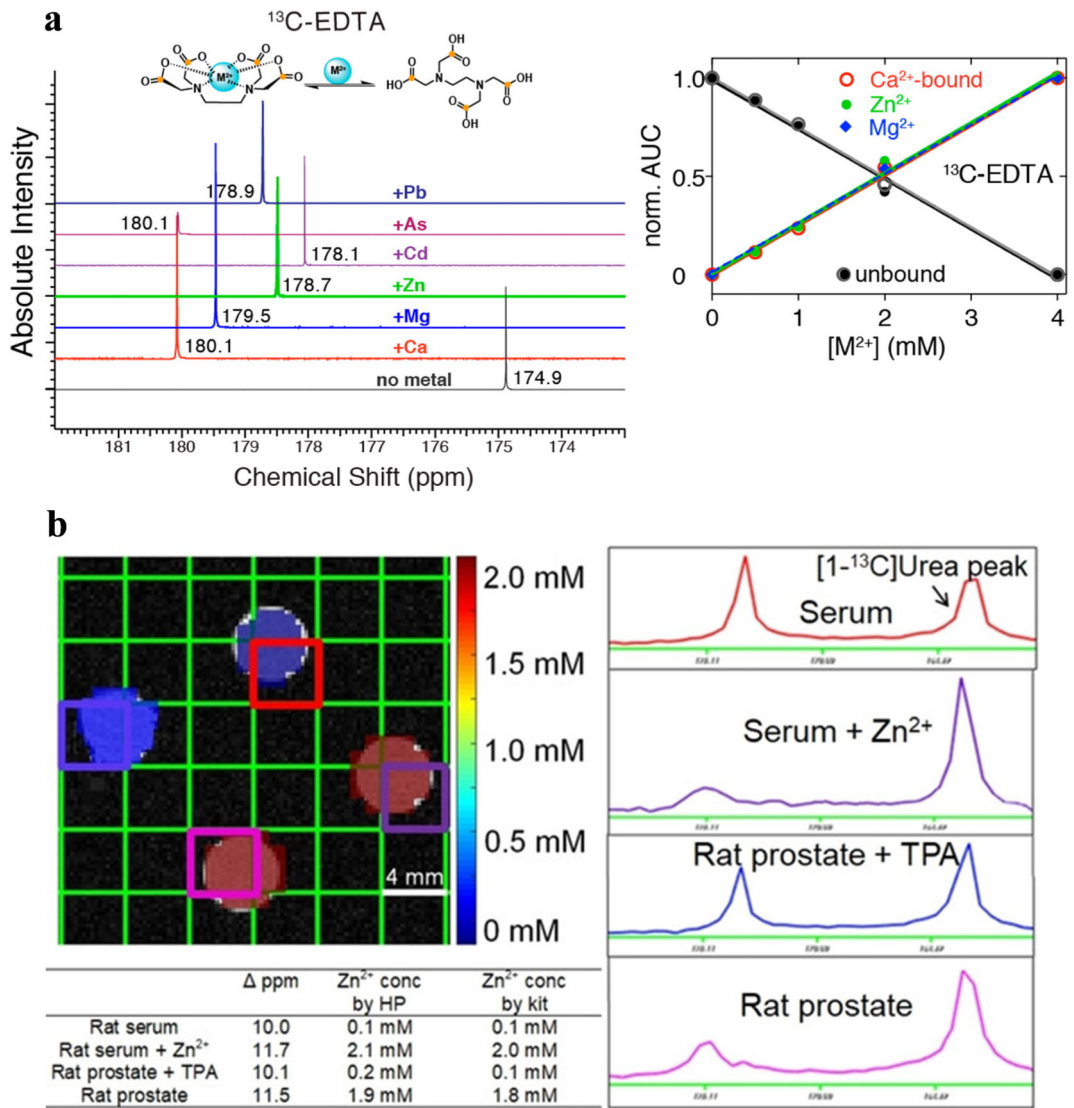 a
¹³C-EDTA
O
O
O
O
O
O
O
O
M²⁺
N
N
M²⁺
OH
O
HO
O
N
N
O
OH
O
OH
Absolute Intensity
178.9
+Pb
180.1
+As
+Cd
178.1
+Zn
178.7
+Mg
179.5
+Ca
180.1
no metal
174.9
181
180
179
178
177
176
175
174
Chemical Shift (ppm)
norm. AUC
1.0
0.5
0
Ca²⁺-bound
Zn²⁺
Mg²⁺
¹³C-EDTA
unbound
0
1
2
3
4
[M²⁺] (mM)
b
2.0 mM
1.5 mM
1.0 mM
0.5 mM
0 mM
4 mm
[1-¹³C]Urea peak
Serum
Serum + Zn²⁺
Rat prostate + TPA
Rat prostate
Δ ppm Zn²⁺ conc Zn²⁺ conc
by HP by kit
Rat serum 10.0 0.1 mM 0.1 mM
Rat serum + Zn²⁺ 11.7 2.1 mM 2.0 mM
Rat prostate + TPA 10.1 0.2 mM 0.1 mM
Rat prostate 11.5 1.9 mM 1.8 mM